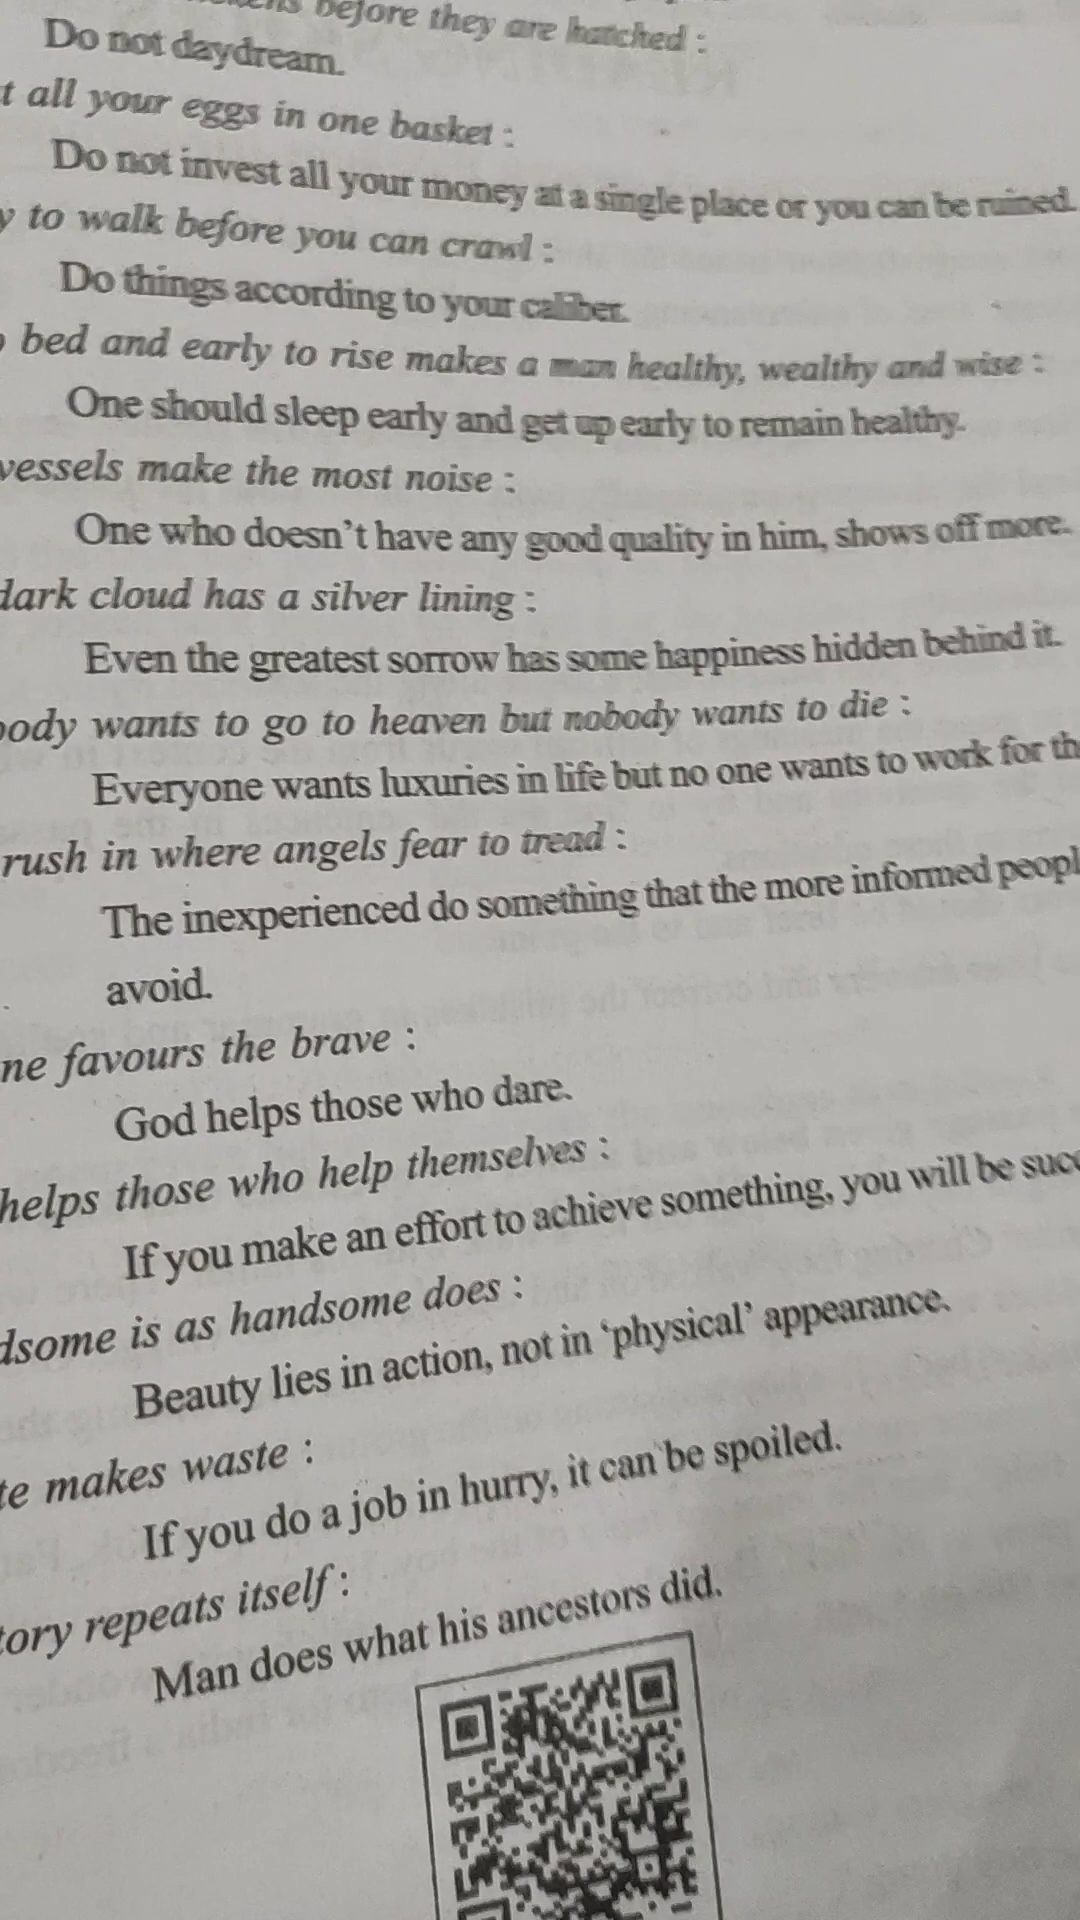 before they are hatched :
Do not daydream.
all your eggs in one basket :
Do not invest all your money at a single place or you can be ruined.
to walk before you can crawl :
Do things according to your caliber.
bed and early to rise makes a man healthy, wealthy and wise :
One should sleep early and get up early to remain healthy.
vessels make the most noise :
One who doesn't have any good quality in him, shows off more.
dark cloud has a silver lining :
Even the greatest sorrow has some happiness hidden behind it.
body wants to go to heaven but nobody wants to die :
Everyone wants luxuries in life but no one wants to work for th
rush in where angels fear to tread :
The inexperienced do something that the more informed peopl
avoid.
ne favours the brave :
God helps those who dare.
helps those who help themselves :
If you make an effort to achieve something, you will be succ
dsome is as handsome does :
Beauty lies in action, not in ‘physical’ appearance.
te makes waste :
If you do a job in hurry, it can be spoiled.
tory repeats itself :
Man does what his ancestors did.